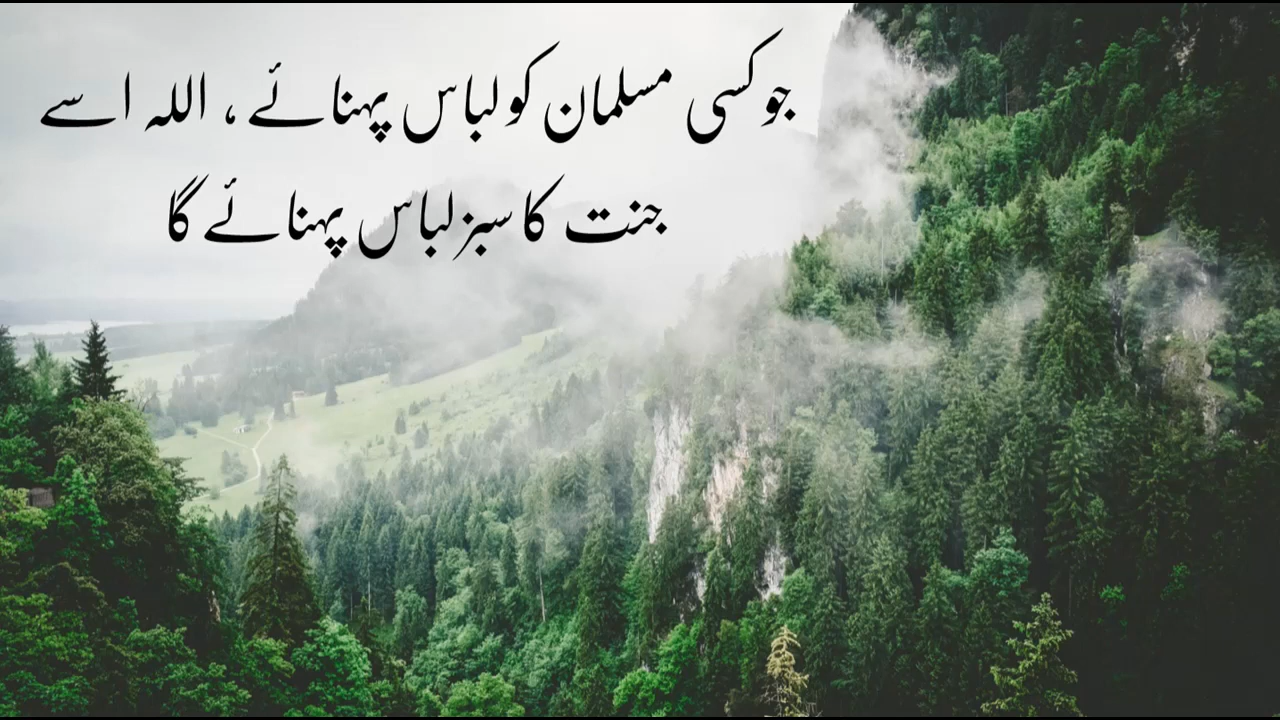 جو کسی مسلمان کو لباس پہنائے ، اللہ اسے
جنت کا سبز لباس پہنائے گا